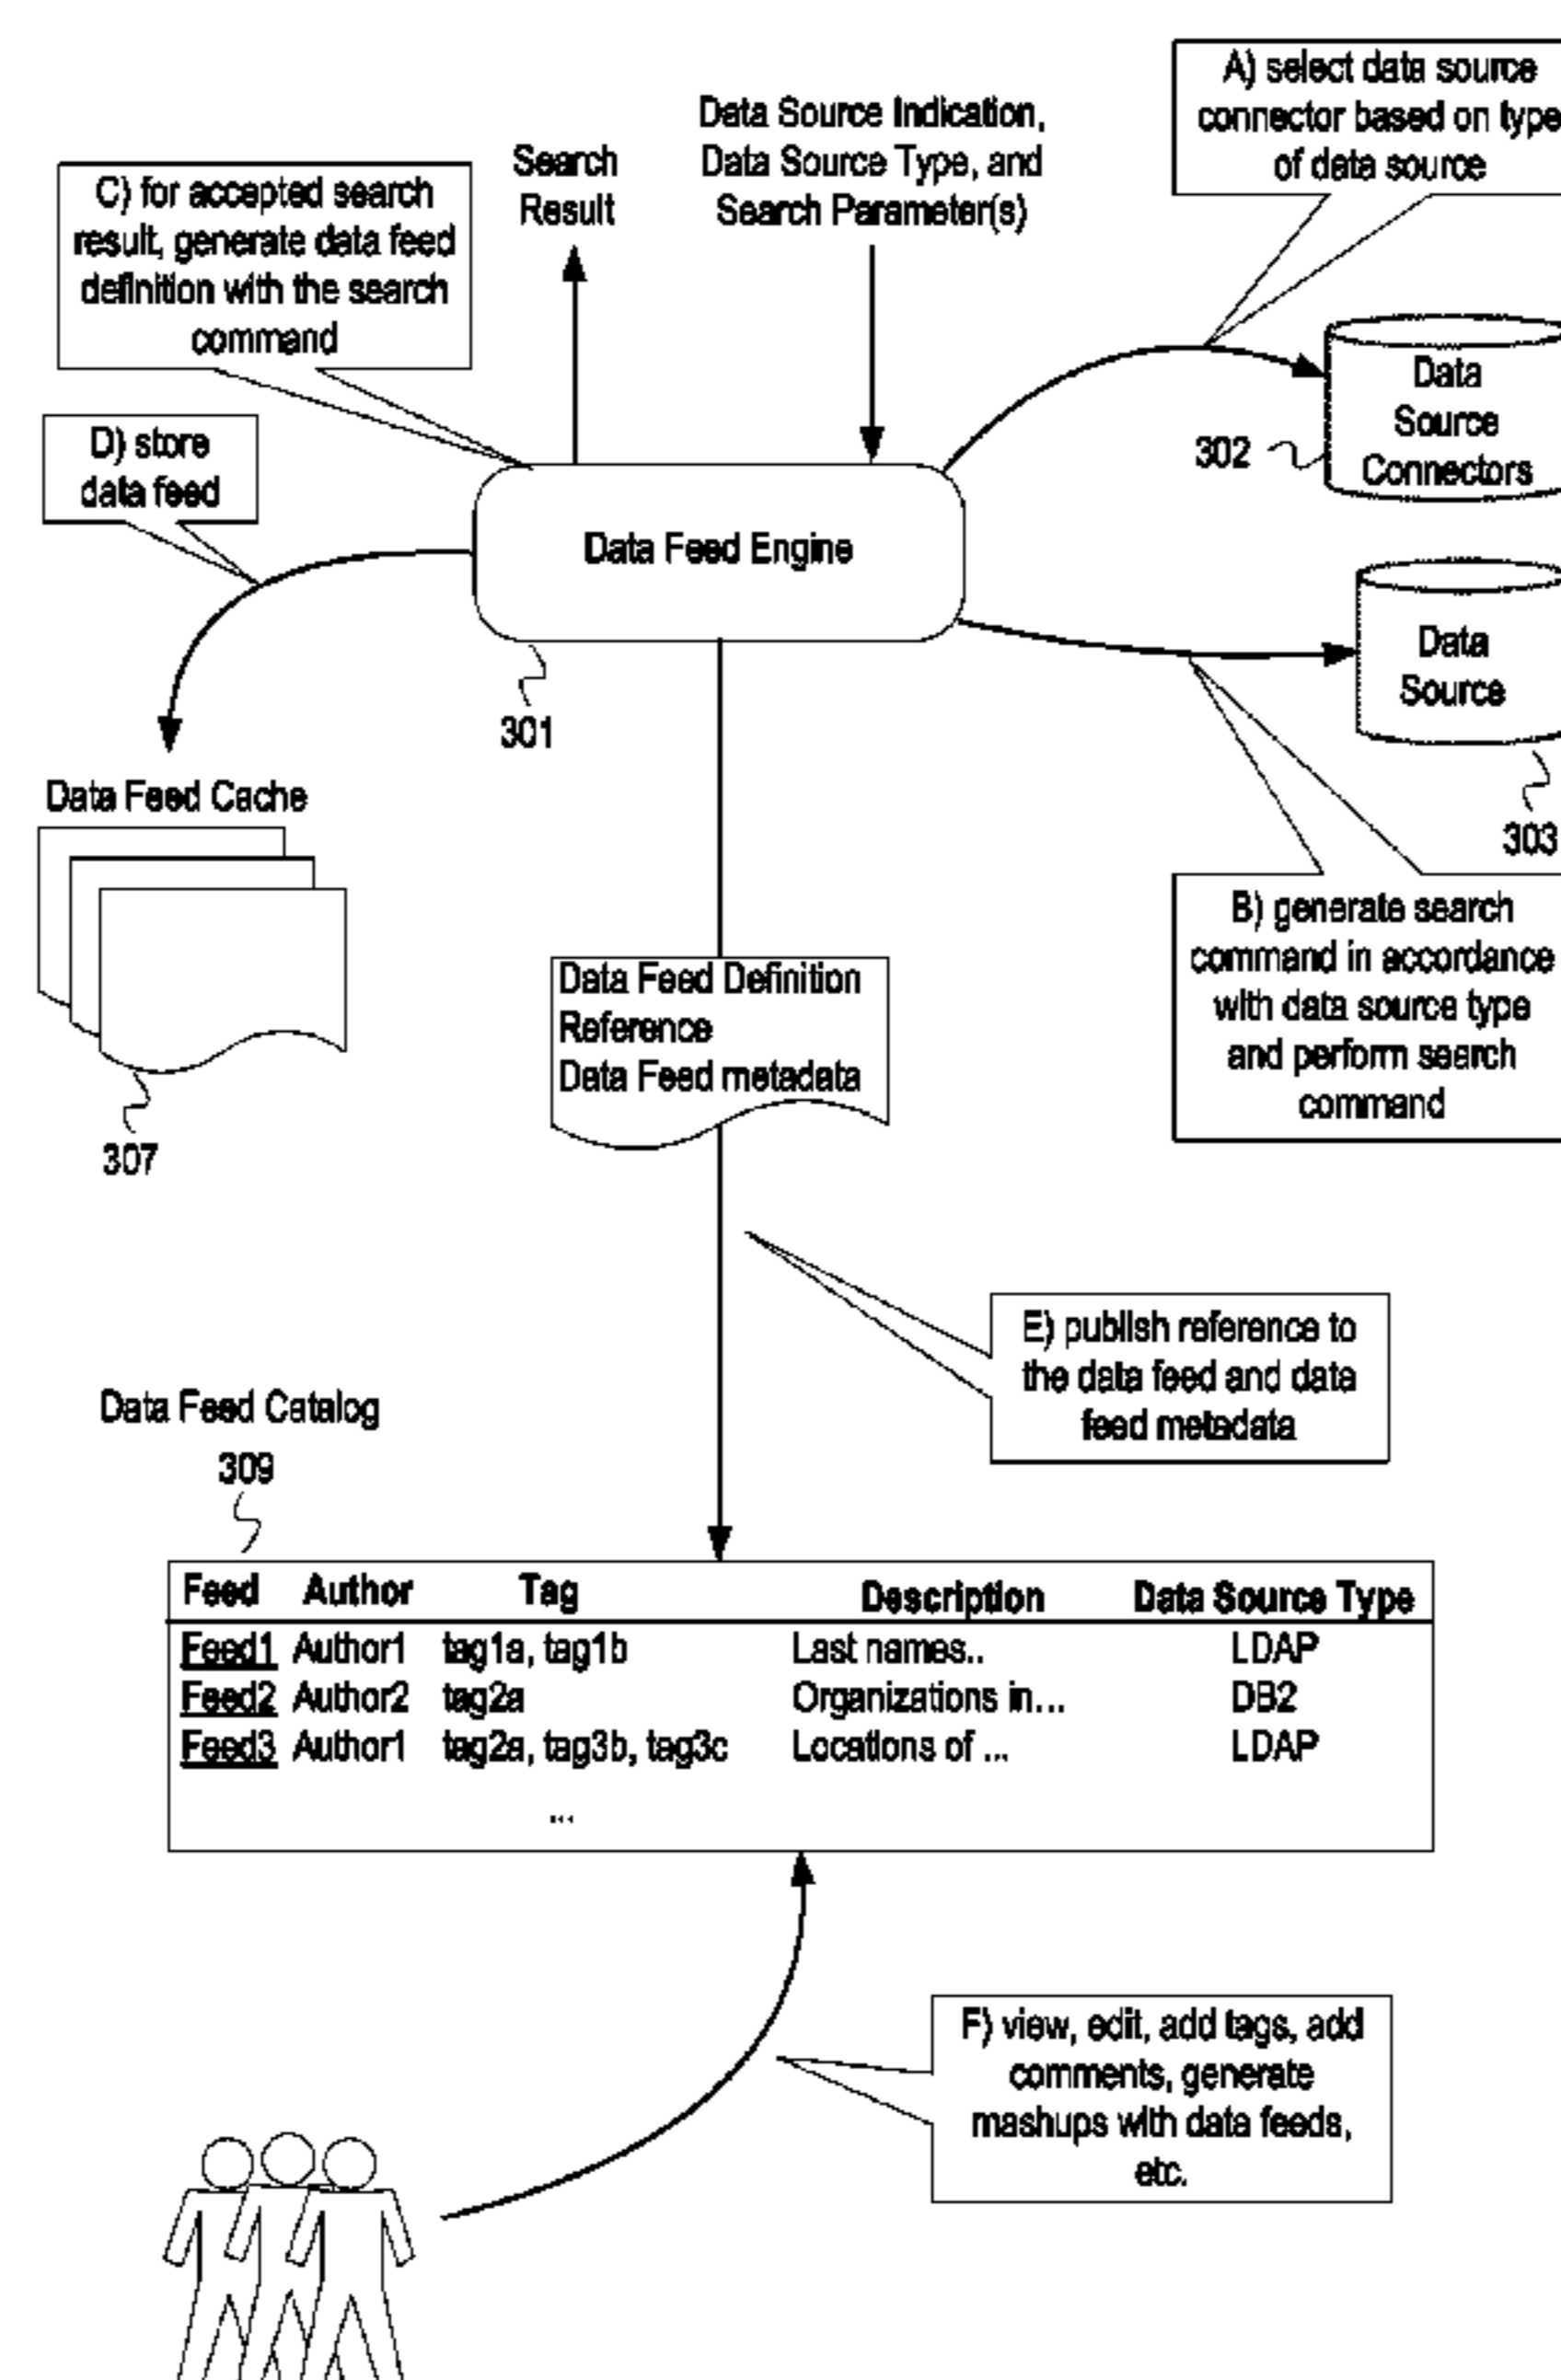 A) select data source
connector based on type
of data source
Data Source Indication,
Data Source Type, and
Search Parameter(s)
Search
Result
C) for accepted search
result, generate data feed
definition with the search
command
D) store
data feed
Data Feed Engine
301
Data
Source
Connectors
302
Data
Source
303
B) generate search
command in accordance
with data source type
and perform search
command
Data Feed Cache
307
Data Feed Definition
Reference
Data Feed metadata
E) publish reference to
the data feed and data
feed metadata
Data Feed Catalog
309
Feed Author Tag Description Data Source Type
Feed1 Author1 tag1a, tag1b Last names.. LDAP
Feed2 Author2 tag2a Organizations in... DB2
Feed3 Author1 tag2a, tag3b, tag3c Locations of ... LDAP
...
F) view, edit, add tags, add
comments, generate
mashups with data feeds,
etc.